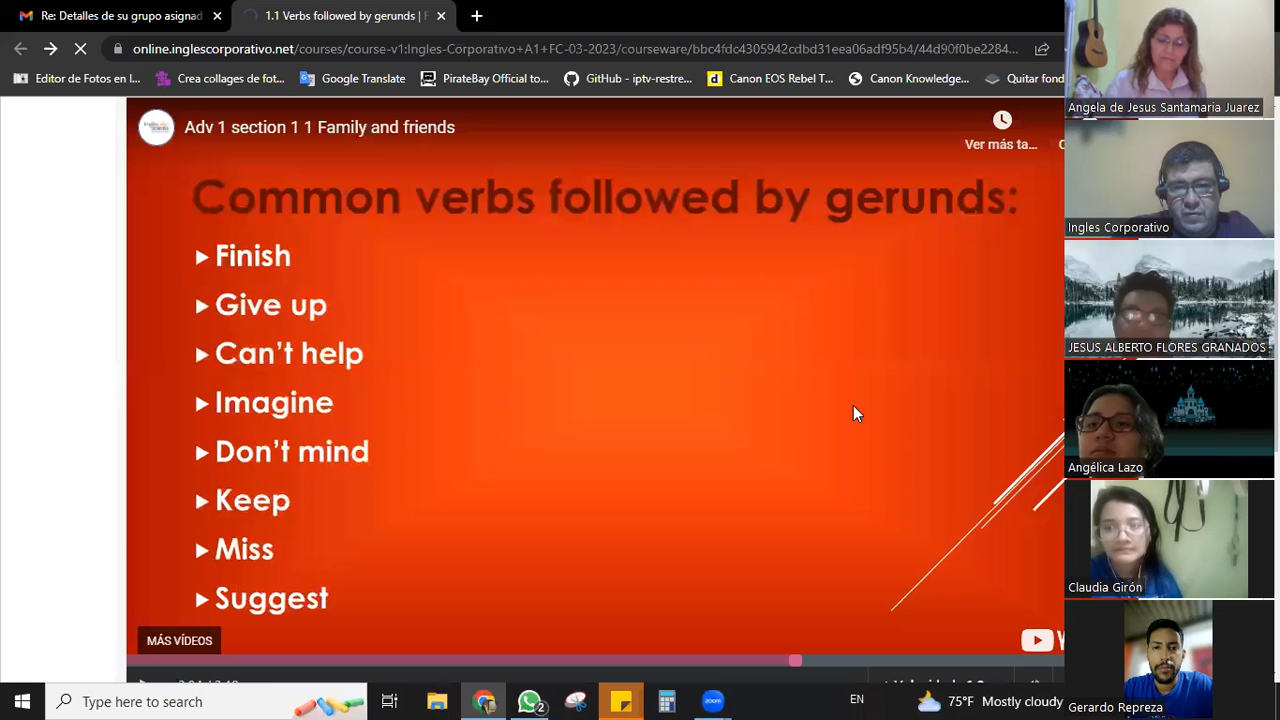 Re: Detalles de su grupo asignad
1.1 Verbs followed by gerunds | F
online.inglescorporativo.net/courses/course-v1:Ingles-Corporativo+A1+FC-03-2023/courseware/bbc4fdc4305942cdbd31eea06adf95b4/44d90f0be2284...
Editor de Fotos en l...
Crea collages de fot...
Google Translate
PirateBay Official to...
GitHub - iptv-restre...
Canon EOS Rebel T...
Canon Knowledge...
Quitar fond
Adv 1 section 1 1 Family and friends
Ver más ta...
Common verbs followed by gerunds:
Finish
Give up
Can't help
Imagine
Don't mind
Keep
Miss
Suggest
MÁS VÍDEOS
Angela de Jesus Santamaria Juarez
Ingles Corporativo
JESUS ALBERTO FLORES GRANADOS
Angélica Lazo
Claudia Girón
Gerardo Repreza
Type here to search
2
zoom
EN
75°F Mostly cloudy